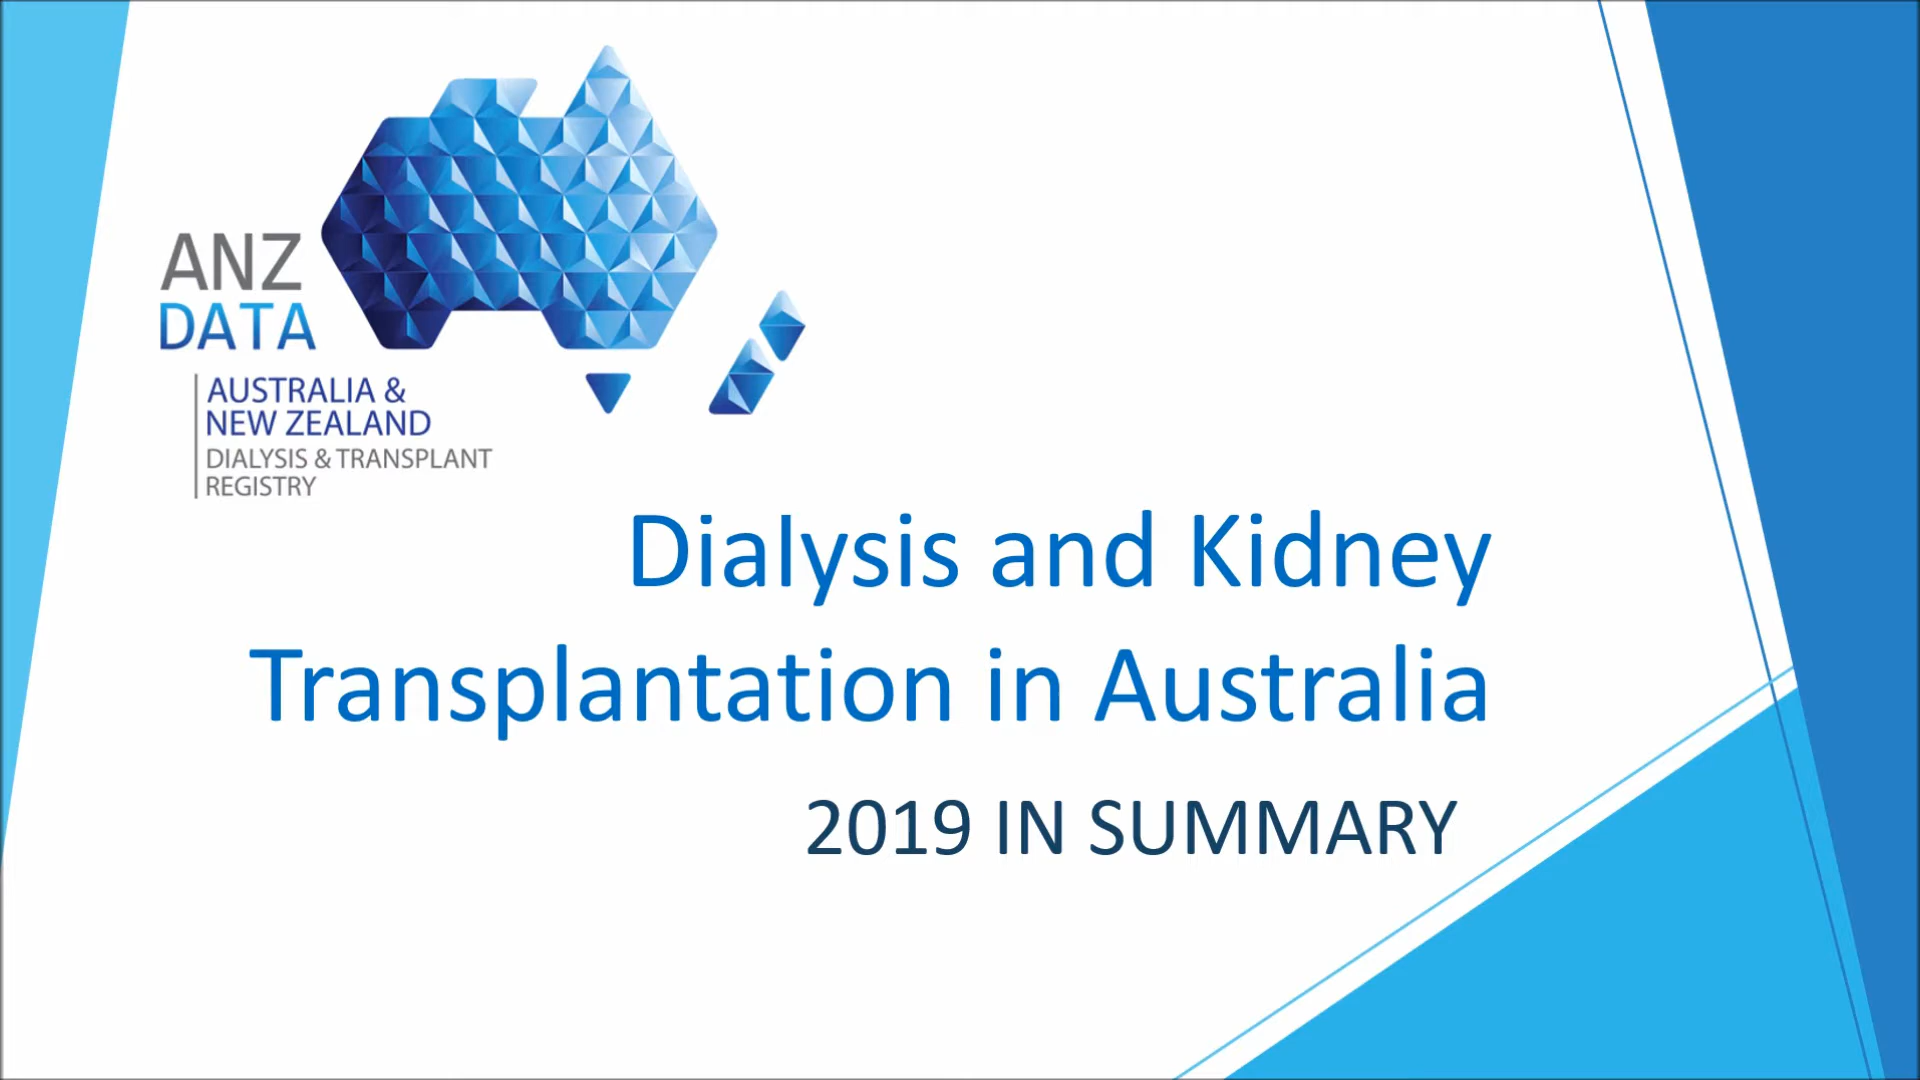 ANZ
DATA
AUSTRALIA &
NEW ZEALAND
DIALYSIS & TRANSPLANT
REGISTRY
Dialysis and Kidney
Transplantation in Australia
2019 IN SUMMARY